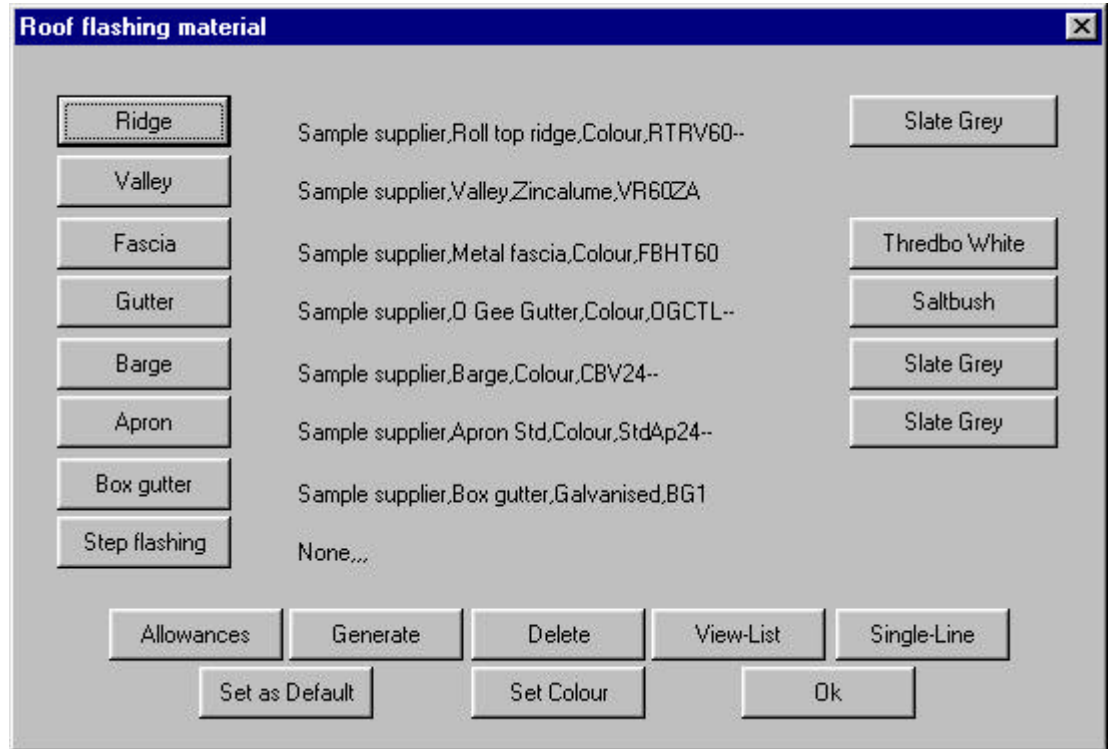 Roof flashing material
Ridge Sample supplier,Roll top ridge,Colour,RTRV60-- Slate Grey
Valley Sample supplier,Valley,Zincalume,VR60ZA
Fascia Sample supplier,Metal fascia,Colour,FBHT60 Thredbo White
Gutter Sample supplier,O Gee Gutter,Colour,OGCTL-- Saltbush
Barge Sample supplier,Barge,Colour,CBV24-- Slate Grey
Apron Sample supplier,Apron Std,Colour,StdAp24-- Slate Grey
Box gutter Sample supplier,Box gutter,Galvanised,BG1
Step flashing None,,,
Allowances Generate Delete View-List Single-Line
Set as Default Set Colour Ok